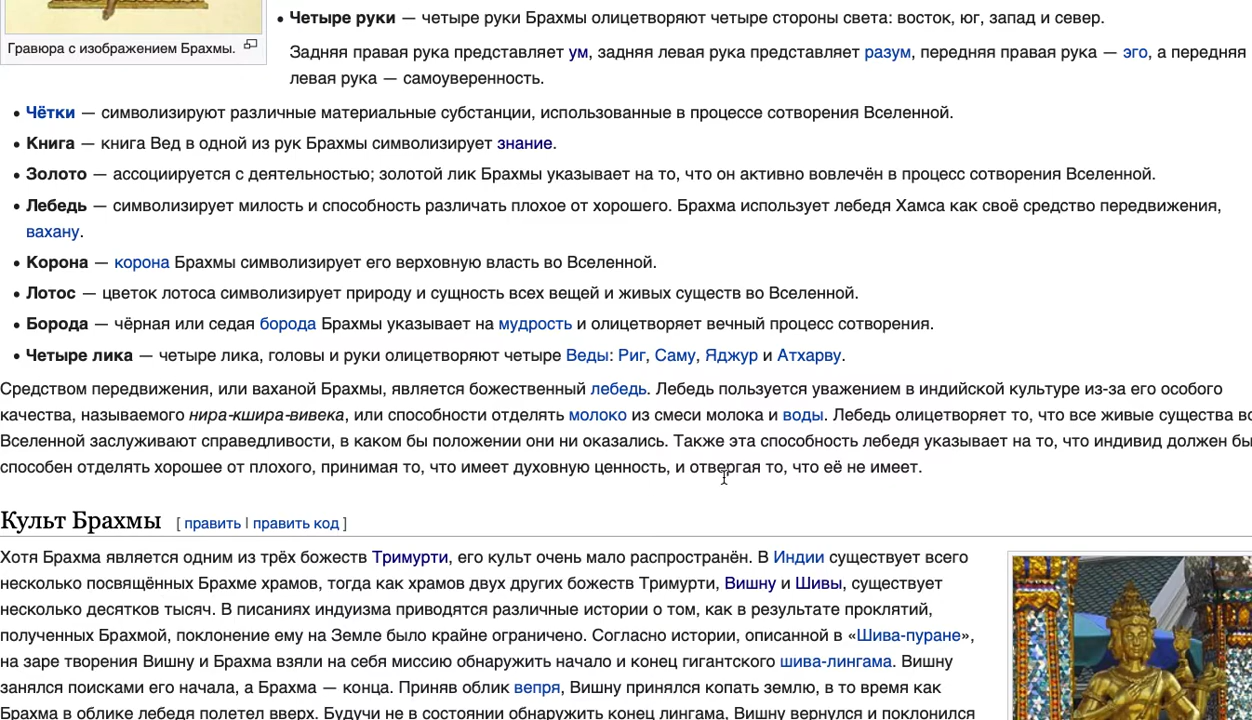 • Четыре руки — четыре руки Брахмы олицетворяют четыре стороны света: восток, юг, запад и север.
Гравюра с изображением Брахмы.
Задняя правая рука представляет ум, задняя левая рука представляет разум, передняя правая рука — эго, а передняя
левая рука — самоуверенность.
• Чётки — символизируют различные материальные субстанции, использованные в процессе сотворения Вселенной.
• Книга — книга Вед в одной из рук Брахмы символизирует знание.
• Золото — ассоциируется с деятельностью; золотой лик Брахмы указывает на то, что он активно вовлечён в процесс сотворения Вселенной.
• Лебедь — символизирует милость и способность различать плохое от хорошего. Брахма использует лебедя Хамса как своё средство передвижения,
вахану.
• Корона — корона Брахмы символизирует его верховную власть во Вселенной.
• Лотос — цветок лотоса символизирует природу и сущность всех вещей и живых существ во Вселенной.
• Борода — чёрная или седая борода Брахмы указывает на мудрость и олицетворяет вечный процесс сотворения.
• Четыре лика — четыре лика, головы и руки олицетворяют четыре Веды: Риг, Саму, Яджур и Атхарву.
Средством передвижения, или ваханой Брахмы, является божественный лебедь. Лебедь пользуется уважением в индийской культуре из-за его особого
качества, называемого нира-кшира-вивека, или способности отделять молоко из смеси молока и воды. Лебедь олицетворяет то, что все живые существа во
Вселенной заслуживают справедливости, в каком бы положении они ни оказались. Также эта способность лебедя указывает на то, что индивид должен бы
способен отделять хорошее от плохого, принимая то, что имеет духовную ценность, и отвергая то, что её не имеет.
Культ Брахмы [ править | править код ]
Хотя Брахма является одним из трёх божеств Тримурти, его культ очень мало распространён. В Индии существует всего
несколько посвящённых Брахме храмов, тогда как храмов двух других божеств Тримурти, Вишну и Шивы, существует
несколько десятков тысяч. В писаниях индуизма приводятся различные истории о том, как в результате проклятий,
полученных Брахмой, поклонение ему на Земле было крайне ограничено. Согласно истории, описанной в «Шива-пуране»,
на заре творения Вишну и Брахма взяли на себя миссию обнаружить начало и конец гигантского шива-лингама. Вишну
занялся поисками его начала, а Брахма — конца. Приняв облик вепря, Вишну принялся копать землю, в то время как
Брахма в облике лебедя полетел вверх. Будучи не в состоянии обнаружить конец лингама, Вишну вернулся и поклонился